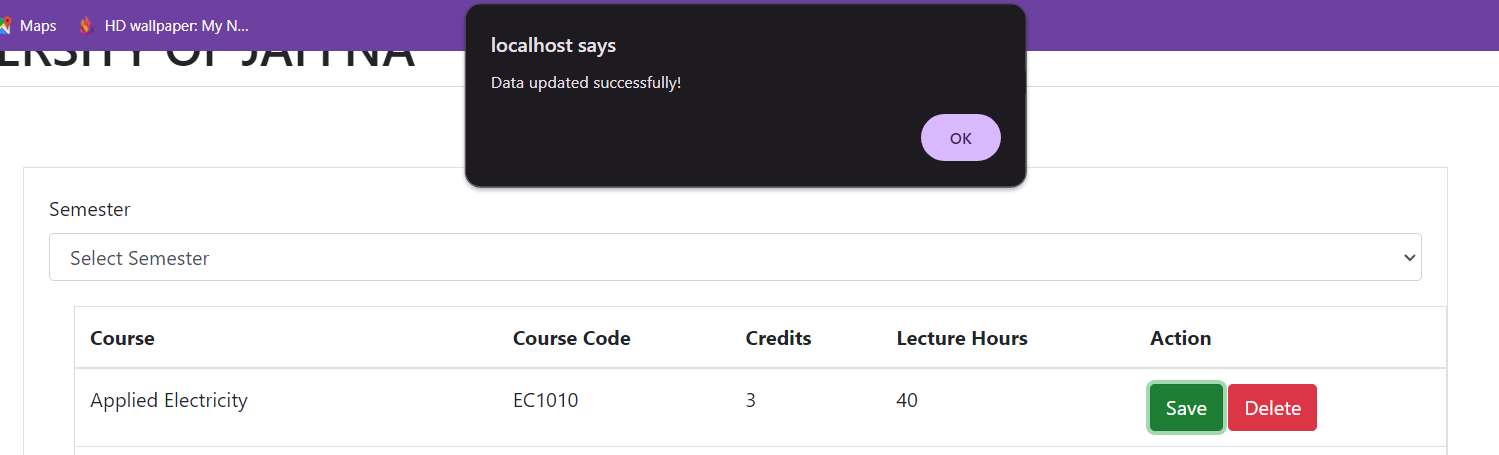 Maps HD wallpaper: My N...
ERSITY OF JAFFNA
localhost says
Data updated successfully!
OK
Semester
Select Semester
Course Course Code Credits Lecture Hours Action
Applied Electricity EC1010 3 40 Save Delete